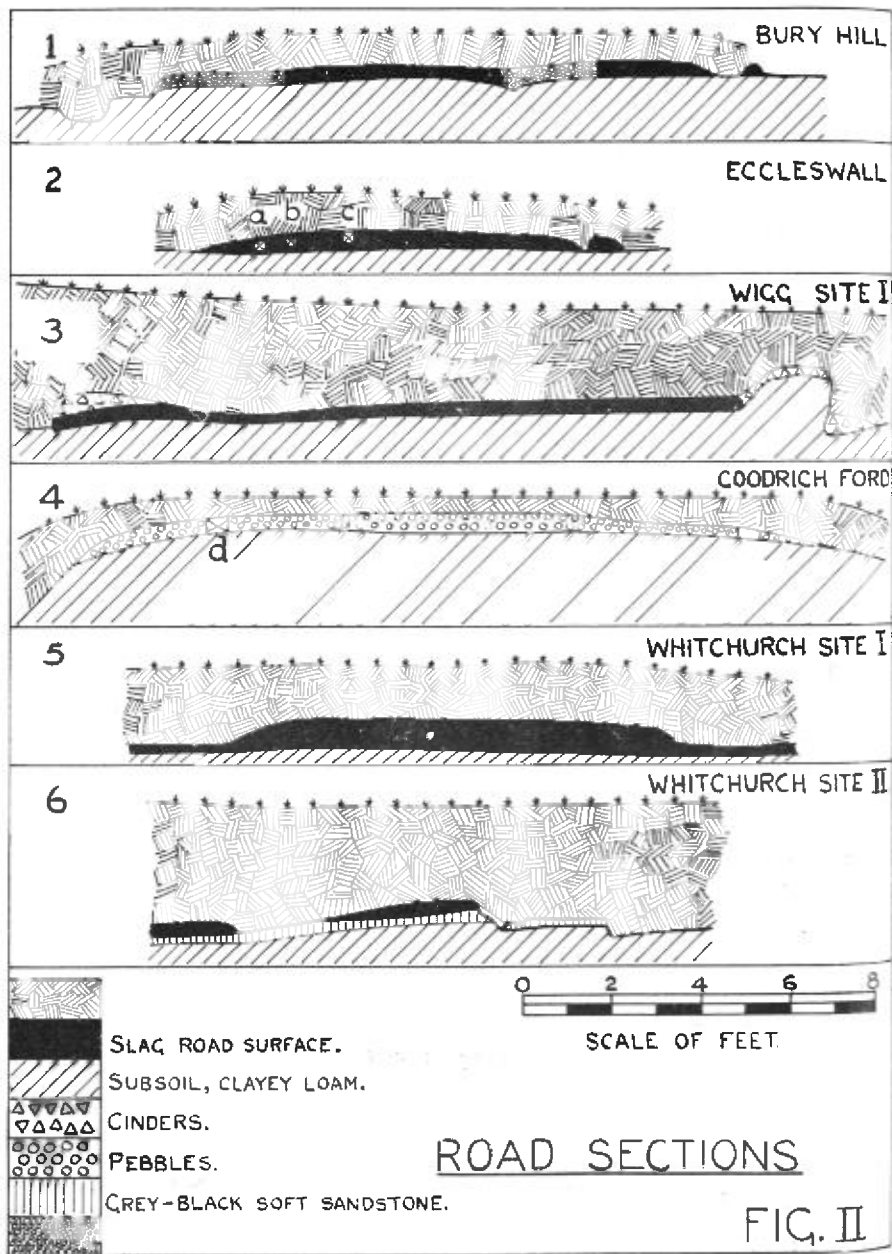 1
BURY HILL
2
ECCLESWALL
a b c
3
WIGG SITE I
4
GOODRICH FORD
d
5
WHITCHURCH SITE I
6
WHITCHURCH SITE II
0 2 4 6 8
SCALE OF FEET
SLAG ROAD SURFACE.
SUBSOIL, CLAYEY LOAM.
CINDERS.
PEBBLES.
GREY-BLACK SOFT SANDSTONE.
ROAD SECTIONS
FIG. II